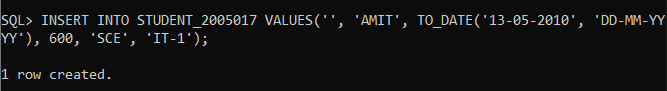 SQL> INSERT INTO STUDENT_2005017 VALUES('', 'AMIT', TO_DATE('13-05-2010', 'DD-MM-YY
YY'), 600, 'SCE', 'IT-1');
1 row created.